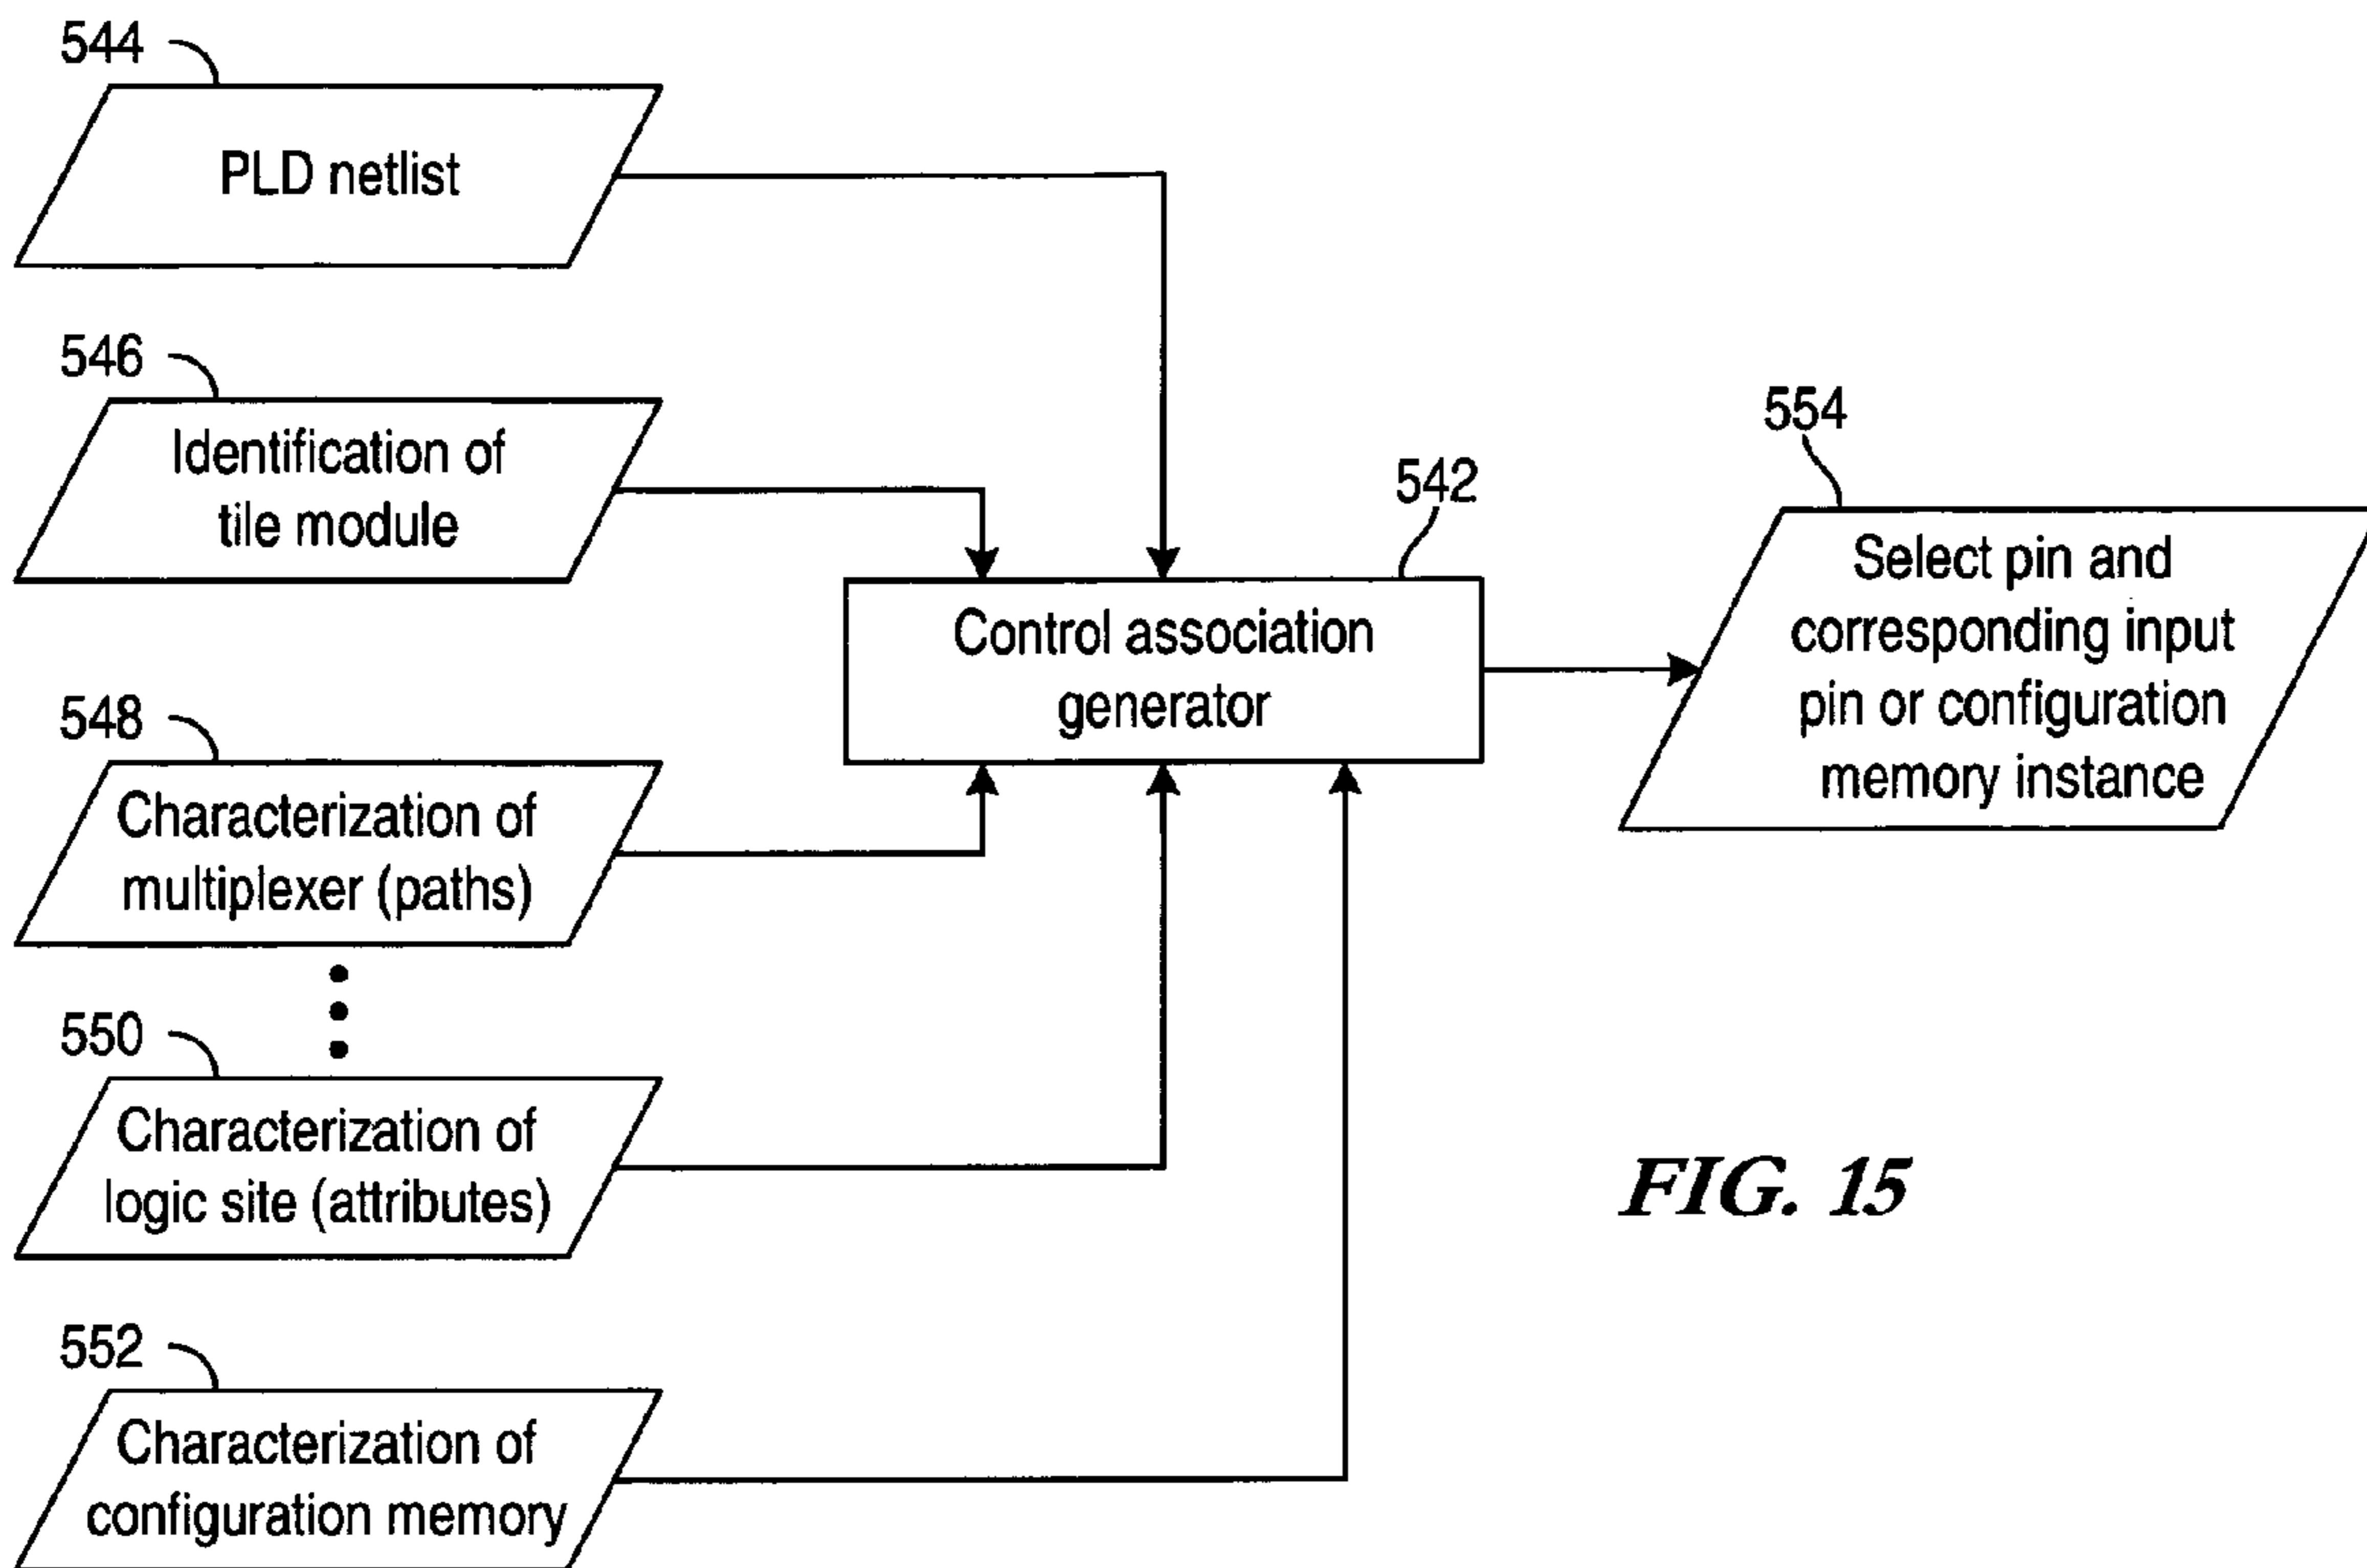 544
PLD netlist
546
Identification of
tile module
548
Characterization of
multiplexer (paths)
550
Characterization of
logic site (attributes)
552
Characterization of
configuration memory
542
Control association
generator
554
Select pin and
corresponding input
pin or configuration
memory instance
FIG. 15